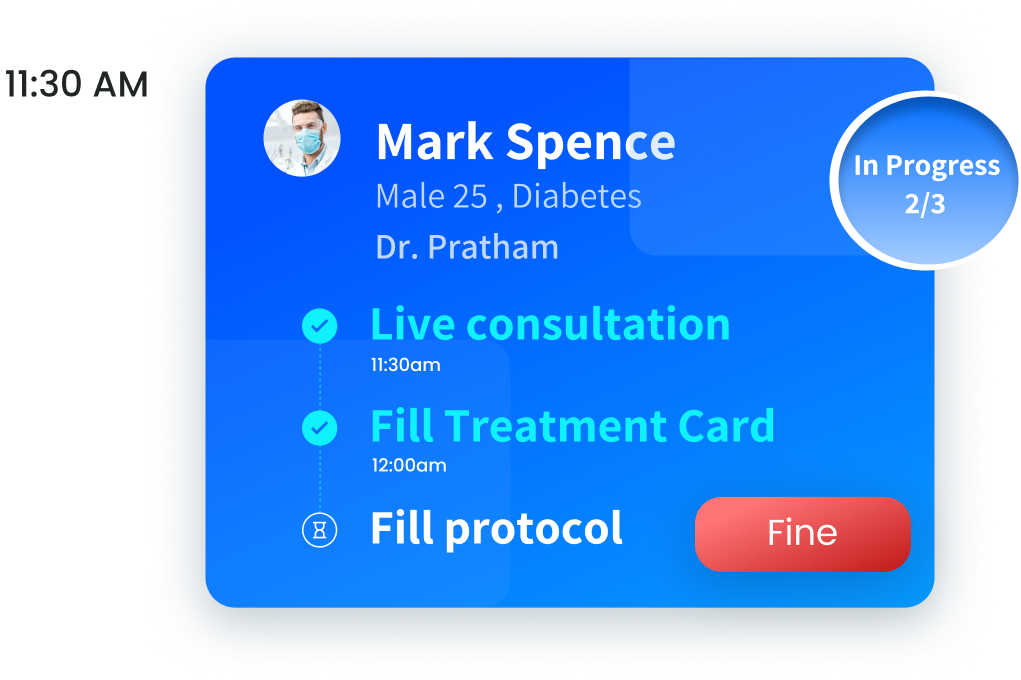 11:30 AM
Mark Spence
Male 25 , Diabetes
Dr. Pratham
In Progress
2/3
Live consultation
11:30am
Fill Treatment Card
12:00am
Fill protocol
Fine